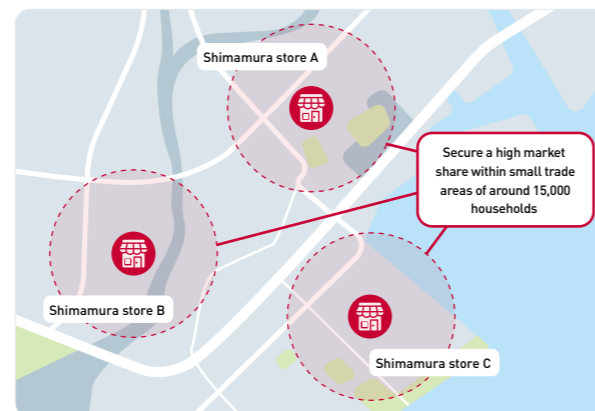 Shimamura store A
Secure a high market
share within small trade
areas of around 15,000
households
Shimamura store B
Shimamura store C